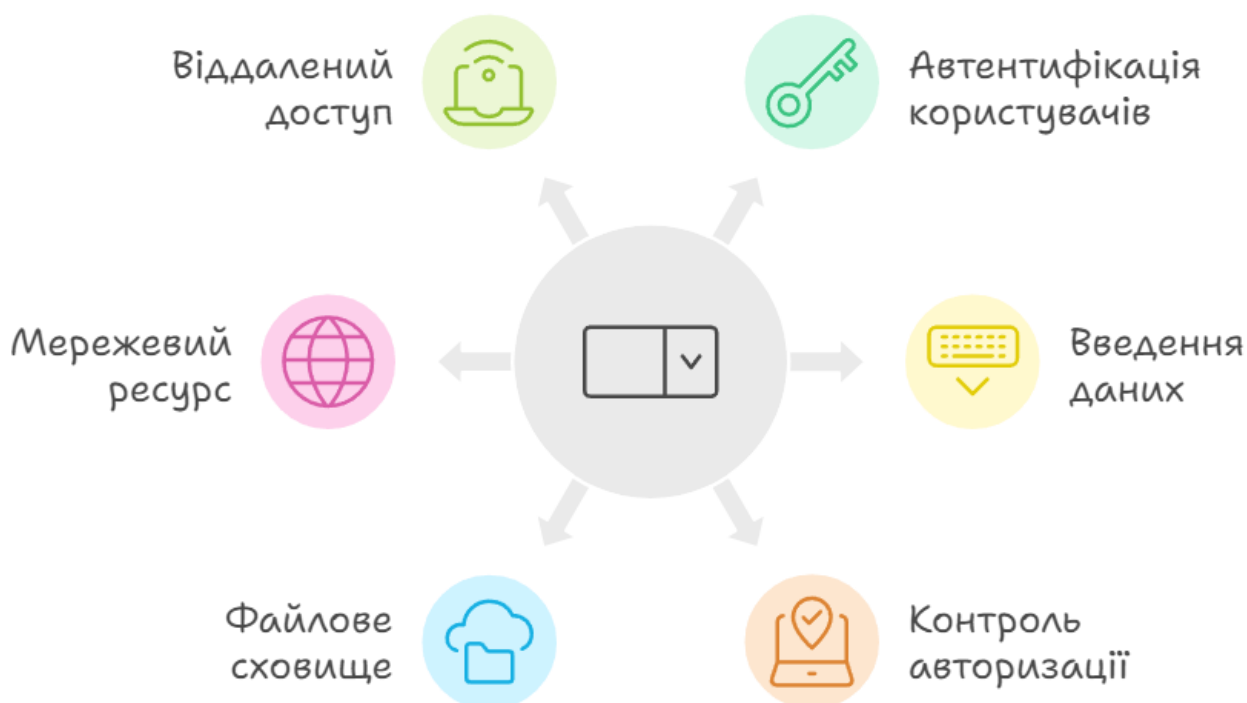 Віддалений
доступ
Автентифікація
користувачів
Мережевий
ресурс
Введення
даних
Файлове
сховище
Контроль
авторизації